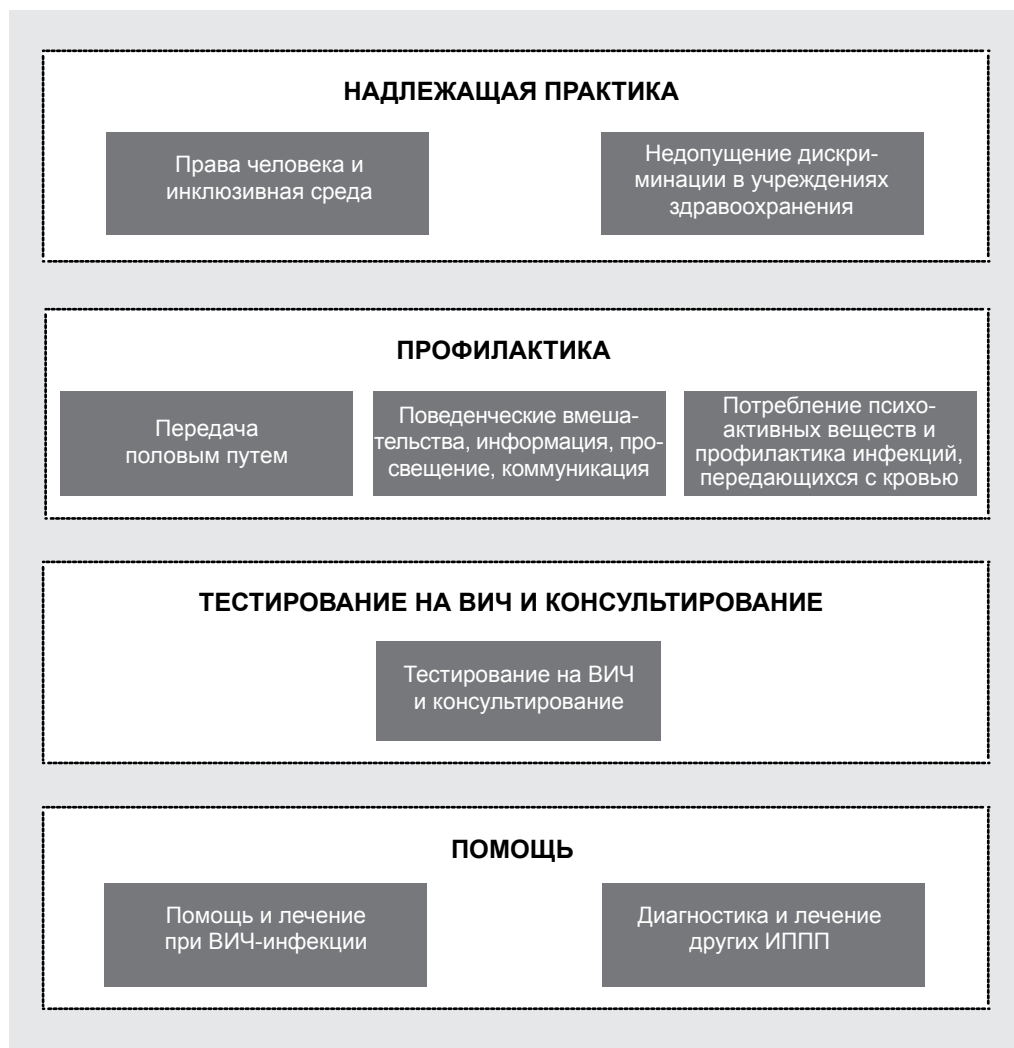 НАДЛЕЖАЩАЯ ПРАКТИКА
Права человека и
инклюзивная среда
Недопущение дискри-
минации в учреждениях
здравоохранения
ПРОФИЛАКТИКА
Передача
половым путем
Поведенческие вмеша-
тельства, информация, про-
свещение, коммуникация
Потребление психо-
активных веществ и
профилактика инфекций,
передающихся с кровью
ТЕСТИРОВАНИЕ НА ВИЧ И КОНСУЛЬТИРОВАНИЕ
Тестирование на ВИЧ
и консультирование
ПОМОЩЬ
Помощь и лечение
при ВИЧ-инфекции
Диагностика и лечение
других ИППП